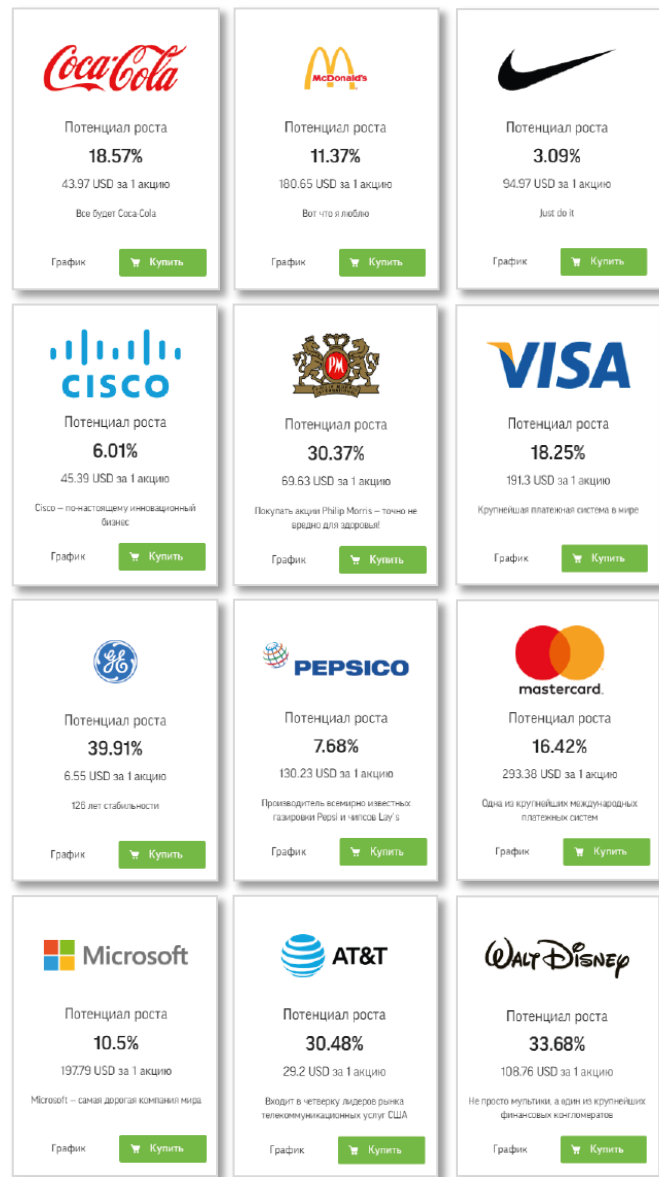 Coca-Cola
Потенциал роста
18.57%
43.97 USD за 1 акцию
Все будет Coca-Cola
График
Купить
McDonald's
Потенциал роста
11.37%
180.65 USD за 1 акцию
Вот что я люблю
График
Купить
Потенциал роста
3.09%
94.97 USD за 1 акцию
Just do it
График
Купить
CISCO
Потенциал роста
6.01%
45.39 USD за 1 акцию
Cisco – по-настоящему инновационный
бизнес
График
Купить
PM
Потенциал роста
30.37%
69.63 USD за 1 акцию
Покупать акции Philip Morris – точно не
вредно для здоровья!
График
Купить
VISA
Потенциал роста
18.25%
191.3 USD за 1 акцию
Крупнейшая платежная система в мире
График
Купить
GE
Потенциал роста
39.91%
6.55 USD за 1 акцию
126 лет стабильности
График
Купить
PEPSICO
Потенциал роста
7.68%
130.23 USD за 1 акцию
Производитель всемирно известных
газировки Pepsi и чипсов Lay`s
График
Купить
mastercard.
Потенциал роста
16.42%
293.38 USD за 1 акцию
Одна из крупнейших международных
платежных систем
График
Купить
Microsoft
Потенциал роста
10.5%
197.79 USD за 1 акцию
Microsoft – самая дорогая компания мира
График
Купить
AT&T
Потенциал роста
30.48%
29.2 USD за 1 акцию
Входит в четверку лидеров рынка
телекоммуникационных услуг США
График
Купить
WALT DISNEY
Потенциал роста
33.68%
108.76 USD за 1 акцию
Не просто мультики, а один из крупнейших
финансовых конгломератов
График
Купить